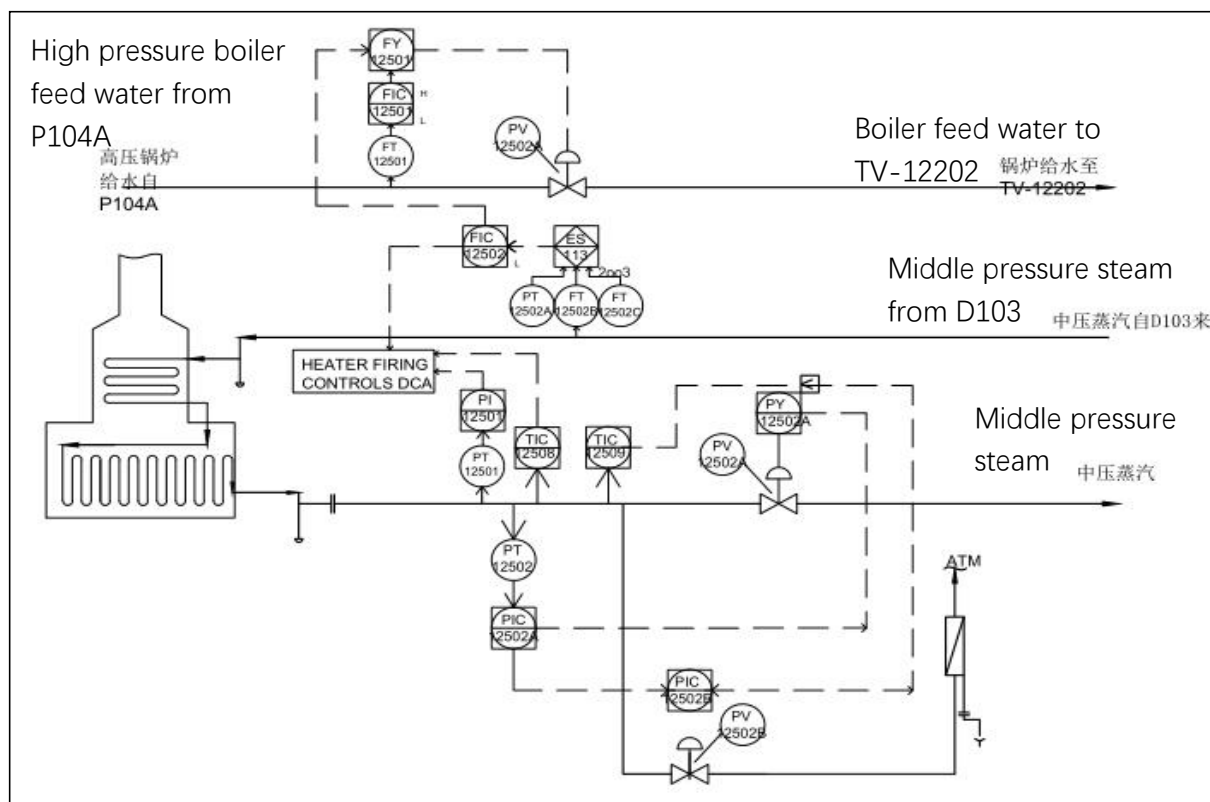 High pressure boiler
feed water from
P104A
高压锅炉
给水自
P104A
FY
12501
FIC
12501
H
L
FT
12501
PV
12502A
Boiler feed water to
TV-12202
锅炉给水至
TV-12202
FIC
12502
L
ES
113
2oo3
PT
12502A
FT
12502B
FT
12502C
Middle pressure steam
from D103
中压蒸汽自D103来
HEATER FIRING
CONTROLS DCA
PI
12501
PT
12501
TIC
12508
TIC
12509
PY
12502A
PV
12502A
Middle pressure
steam
中压蒸汽
PT
12502
PIC
12502A
PIC
12502B
PV
12502B
ATM